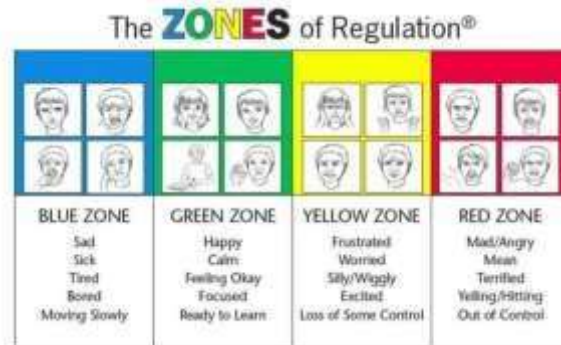 The ZONES of Regulation®
BLUE ZONE
Sad
Sick
Tired
Bored
Moving Slowly
GREEN ZONE
Happy
Calm
Feeling Okay
Focused
Ready to Learn
YELLOW ZONE
Frustrated
Worried
Silly/Wiggly
Excited
Loss of Some Control
RED ZONE
Mad/Angry
Mean
Terrified
Yelling/Hitting
Out of Control